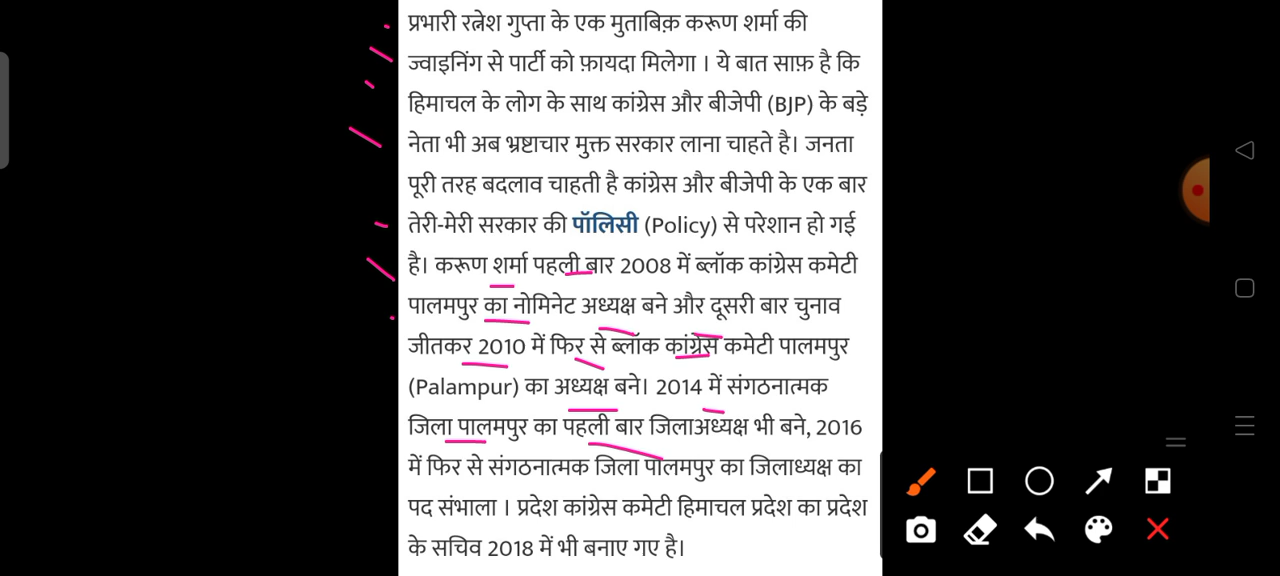 प्रभारी रत्नेश गुप्ता के एक मुताबिक़ करूण शर्मा की
ज्वाइनिंग से पार्टी को फ़ायदा मिलेगा । ये बात साफ़ है कि
हिमाचल के लोग के साथ कांग्रेस और बीजेपी (BJP) के बड़े
नेता भी अब भ्रष्टाचार मुक्त सरकार लाना चाहते है। जनता
पूरी तरह बदलाव चाहती है कांग्रेस और बीजेपी के एक बार
तेरी-मेरी सरकार की पॉलिसी (Policy) से परेशान हो गई
है। करूण शर्मा पहली बार 2008 में ब्लॉक कांग्रेस कमेटी
पालमपुर का नोमिनेट अध्यक्ष बने और दूसरी बार चुनाव
जीतकर 2010 में फिर से ब्लॉक कांग्रेस कमेटी पालमपुर
(Palampur) का अध्यक्ष बने। 2014 में संगठनात्मक
जिला पालमपुर का पहली बार जिलाअध्यक्ष भी बने, 2016
में फिर से संगठनात्मक जिला पालमपुर का जिलाध्यक्ष का
पद संभाला । प्रदेश कांग्रेस कमेटी हिमाचल प्रदेश का प्रदेश
के सचिव 2018 में भी बनाए गए है।